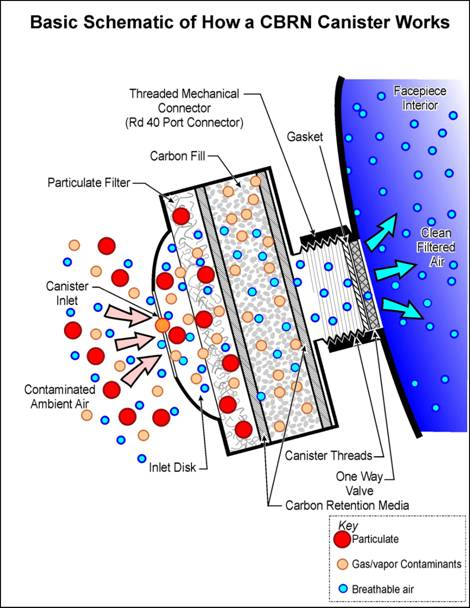 Basic Schematic of How a CBRN Canister Works
Threaded Mechanical
Connector
(Rd 40 Port Connector)
Facepiece
Interior
Gasket
Carbon Fill
Particulate Filter
Clean
Filtered
Air
Canister
Inlet
Contaminated
Ambient Air
Inlet Disk
Canister Threads
One Way
Valve
Carbon Retention Media
Key
Particulate
Gas/vapor Contaminants
Breathable air